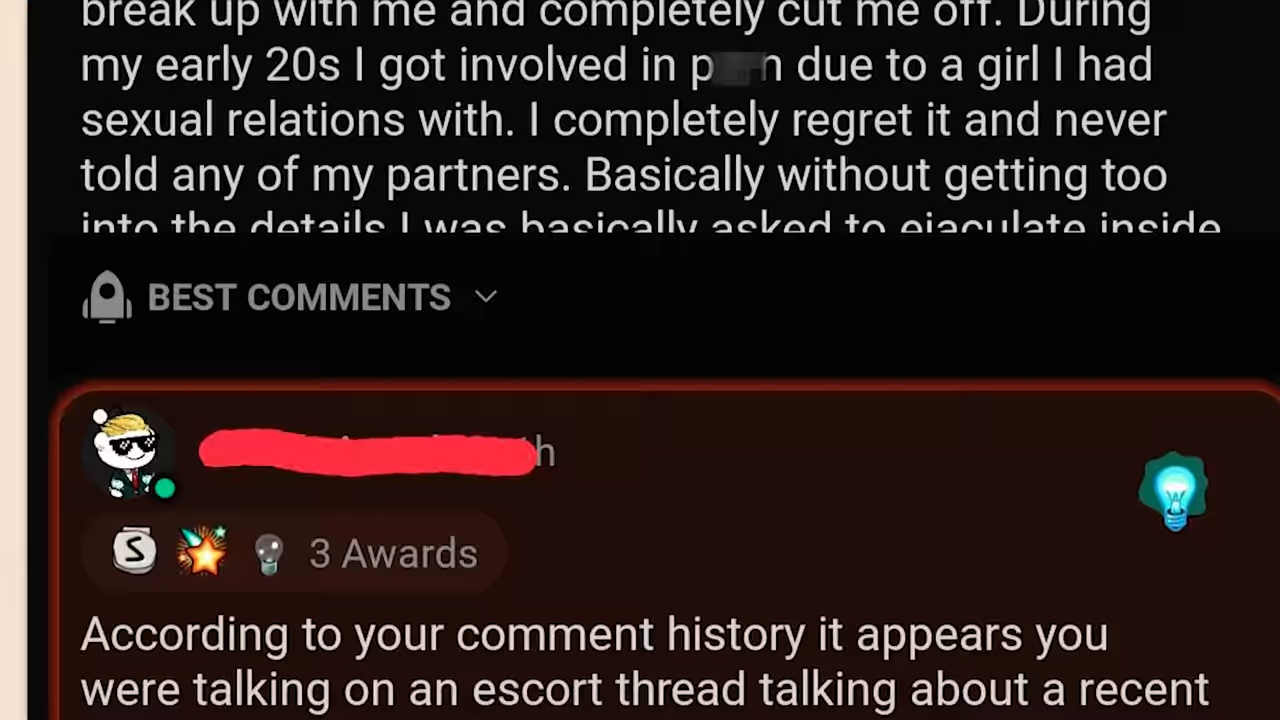 break up with me and completely cut me off. During
my early 20s I got involved in p n due to a girl I had
sexual relations with. I completely regret it and never
told any of my partners. Basically without getting too
into the details I was basically asked to ejaculate inside
BEST COMMENTS
h
S
3 Awards
According to your comment history it appears you
were talking on an escort thread talking about a recent